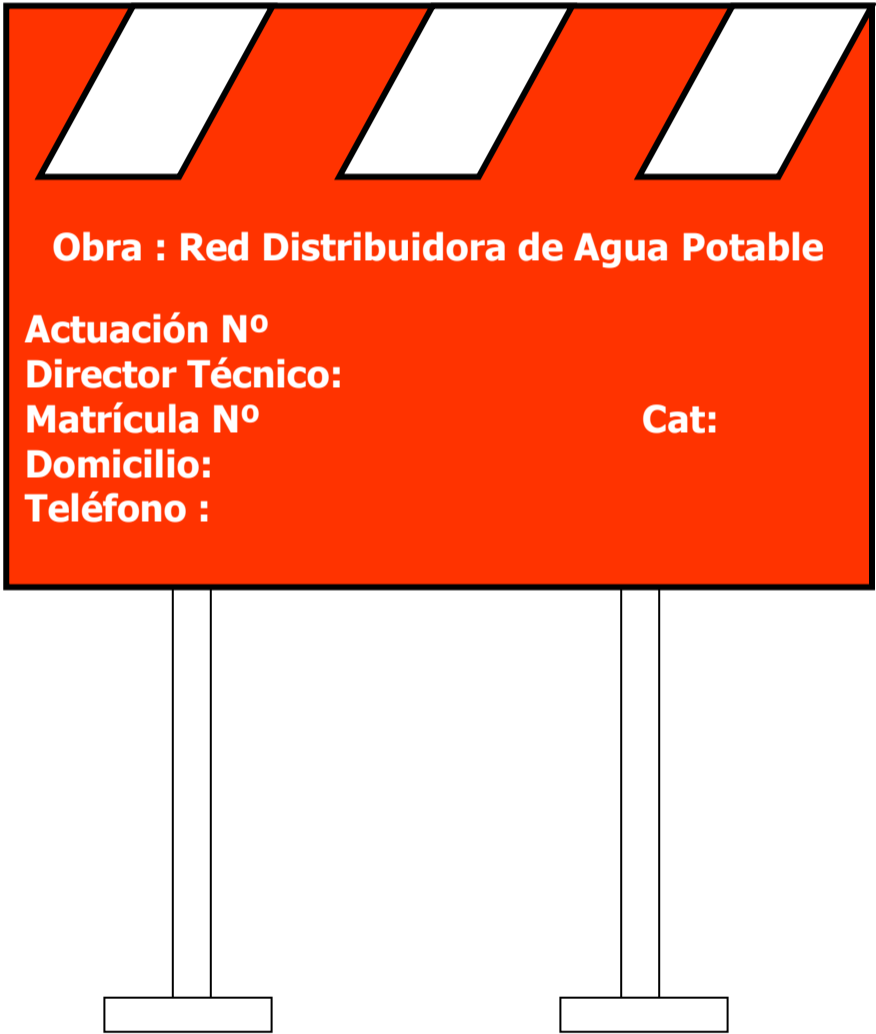 Obra : Red Distribuidora de Agua Potable
Actuación Nº
Director Técnico:
Matrícula Nº Cat:
Domicilio:
Teléfono :